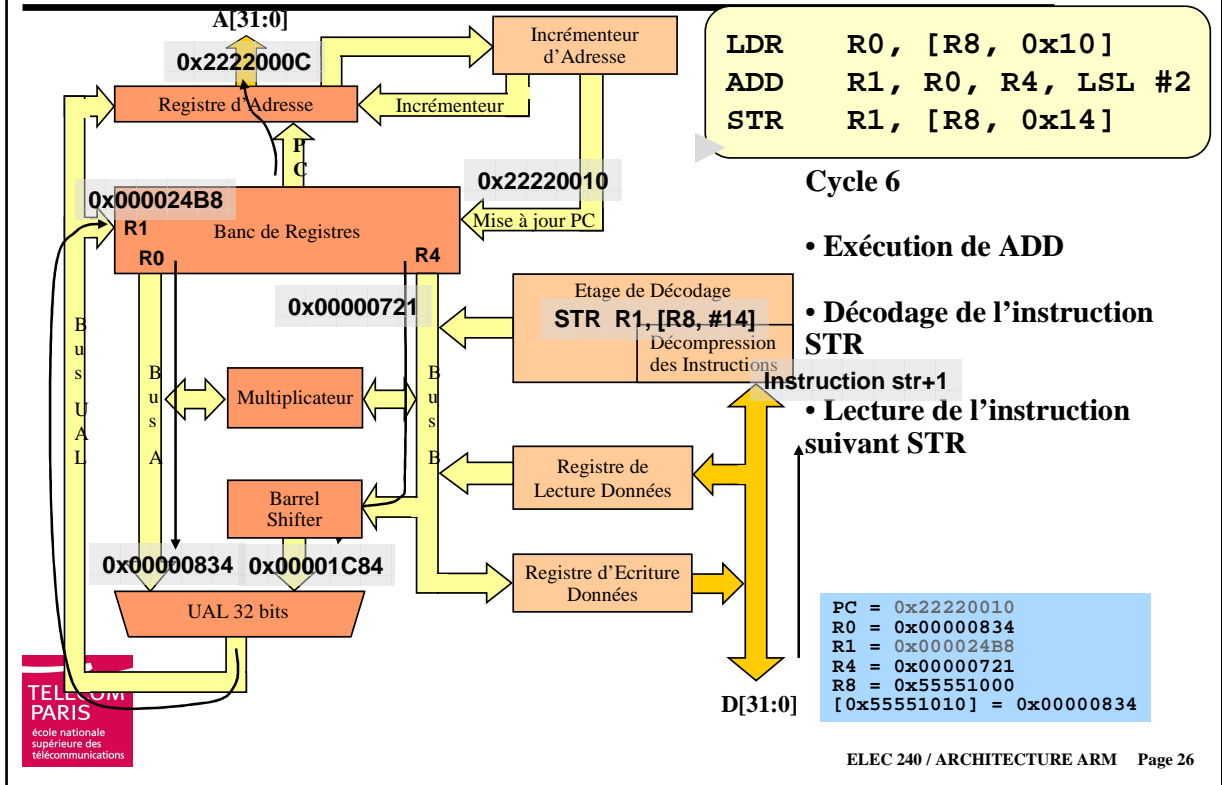 A[31:0]
0x2222000C
Registre d'Adresse
Incrémenteur
d'Adresse
Incrémenteur
PC
0x22220010
Mise à jour PC
0x000024B8
R1
Banc de Registres
R0
R4
0x00000721
Bus UAL
Bus A
Bus B
Multiplicateur
Barrel
Shifter
0x00000834
0x00001C84
UAL 32 bits
Etage de Décodage
STR R1, [R8, #14]
Décompression
des Instructions
Instruction str+1
Registre de
Lecture Données
Registre d'Ecriture
Données
D[31:0]
LDR R0, [R8, 0x10]
ADD R1, R0, R4, LSL #2
STR R1, [R8, 0x14]
Cycle 6
• Exécution de ADD
• Décodage de l'instruction
STR
• Lecture de l'instruction
suivant STR
PC = 0x22220010
R0 = 0x00000834
R1 = 0x000024B8
R4 = 0x00000721
R8 = 0x55551000
[0x55551010] = 0x00000834
TELECOM
PARIS
école nationale
supérieure des
télécommunications
ELEC 240 / ARCHITECTURE ARM Page 26